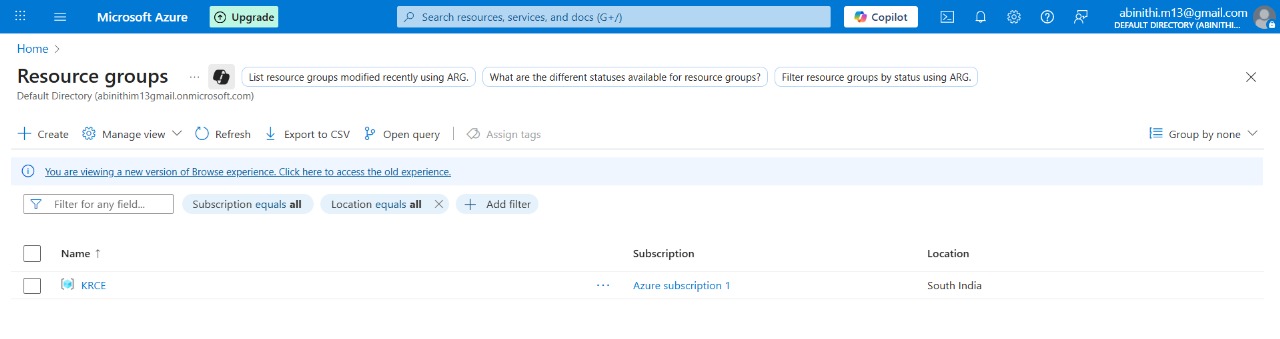 Microsoft Azure
Upgrade
Search resources, services, and docs (G+/)
Copilot
abinithi.m13@gmail.com
DEFAULT DIRECTORY (ABINITHI...
Home >
Resource groups ...
List resource groups modified recently using ARG.
What are the different statuses available for resource groups?
Filter resource groups by status using ARG.
Default Directory (abinithim13gmail.onmicrosoft.com)
Create
Manage view
Refresh
Export to CSV
Open query
Assign tags
Group by none
You are viewing a new version of Browse experience. Click here to access the old experience.
Filter for any field...
Subscription equals all
Location equals all
Add filter
Name ↑
Subscription
Location
KRCE
...
Azure subscription 1
South India